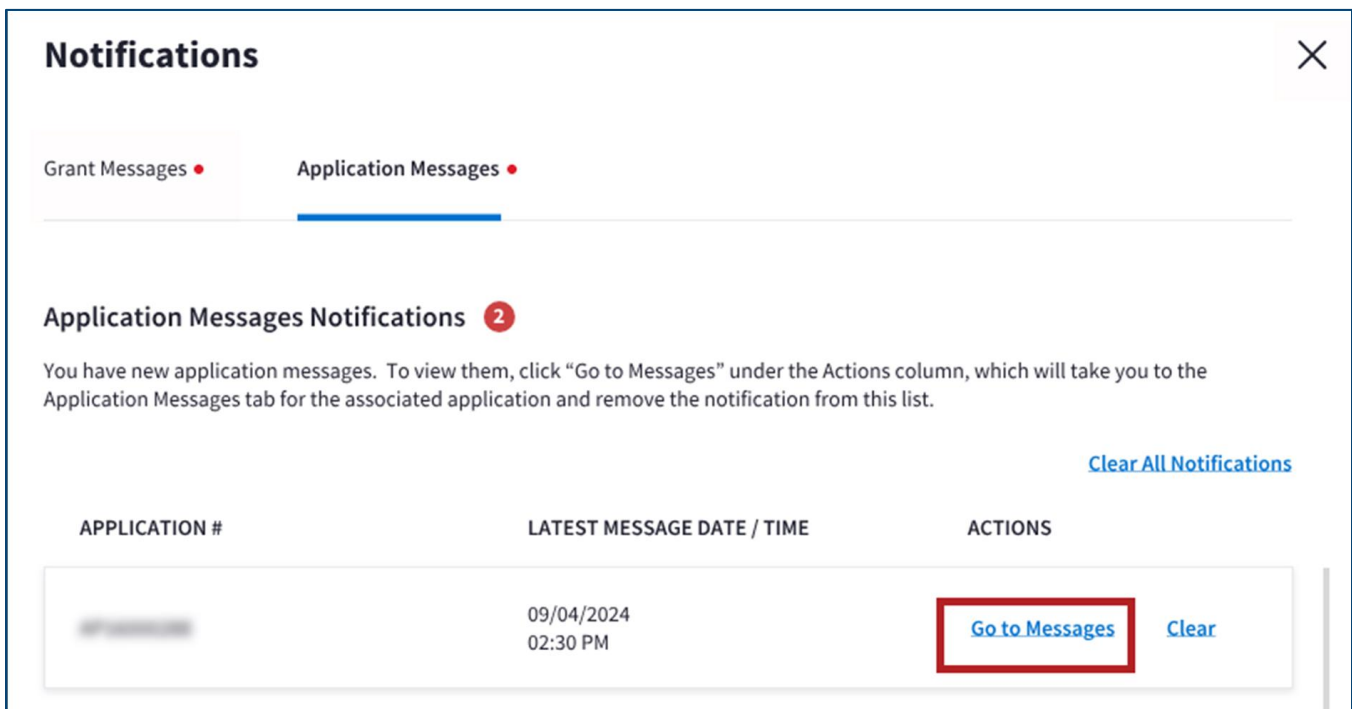 Notifications
Grant Messages
Application Messages
Application Messages Notifications 2
You have new application messages. To view them, click “Go to Messages” under the Actions column, which will take you to the
Application Messages tab for the associated application and remove the notification from this list.
Clear All Notifications
APPLICATION # LATEST MESSAGE DATE / TIME ACTIONS
09/04/2024
02:30 PM
Go to Messages Clear